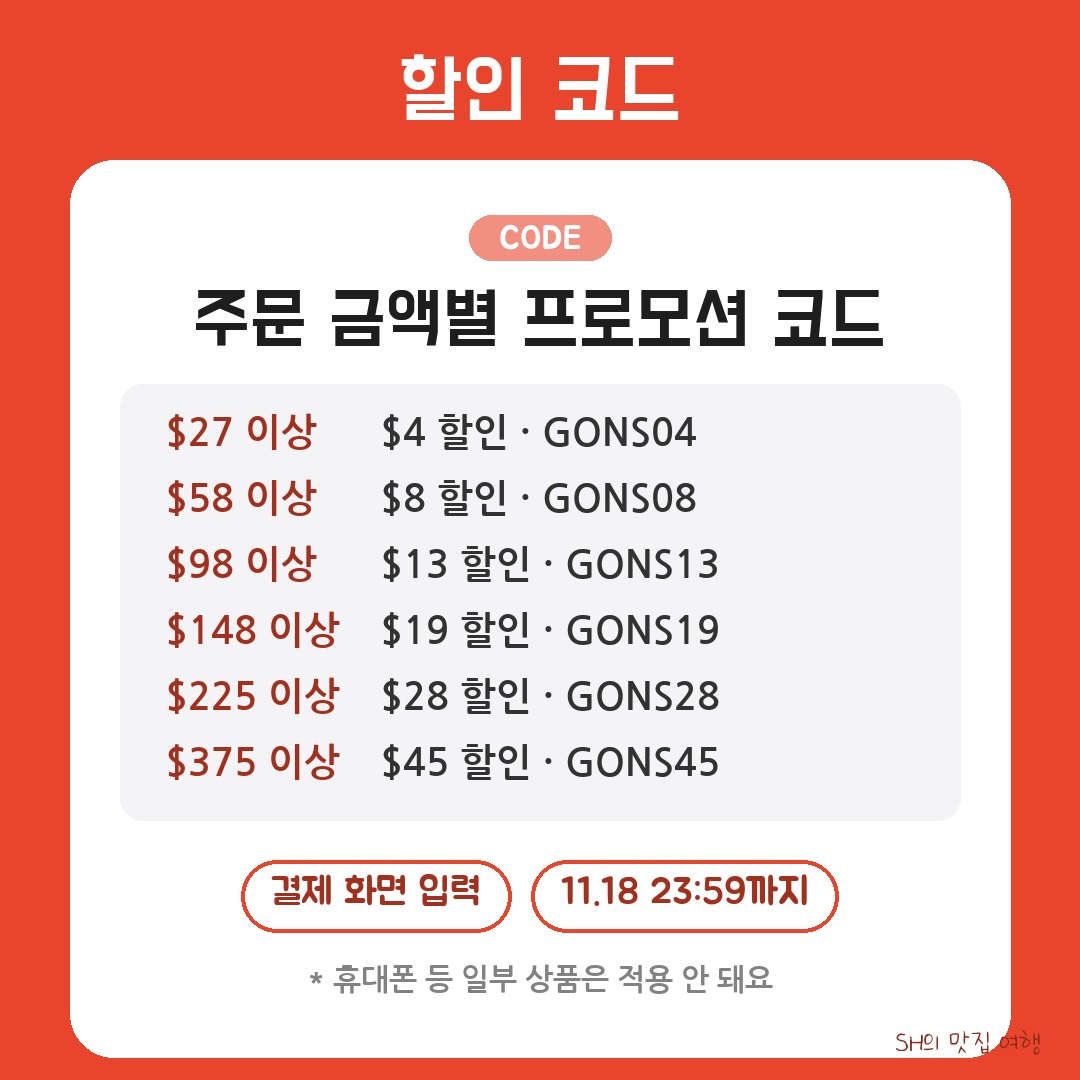 할인 코드
CODE
주문 금액별 프로모션 코드
$27 이상 $4 할인 · GONS04
$58 이상 $8 할인 · GONS08
$98 이상 $13 할인 · GONS13
$148 이상 $19 할인 · GONS19
$225 이상 $28 할인 · GONS28
$375 이상 $45 할인 · GONS45
결제 화면 입력 11.18 23:59까지
* 휴대폰 등 일부 상품은 적용 안 돼요
SH의 맛집 여행